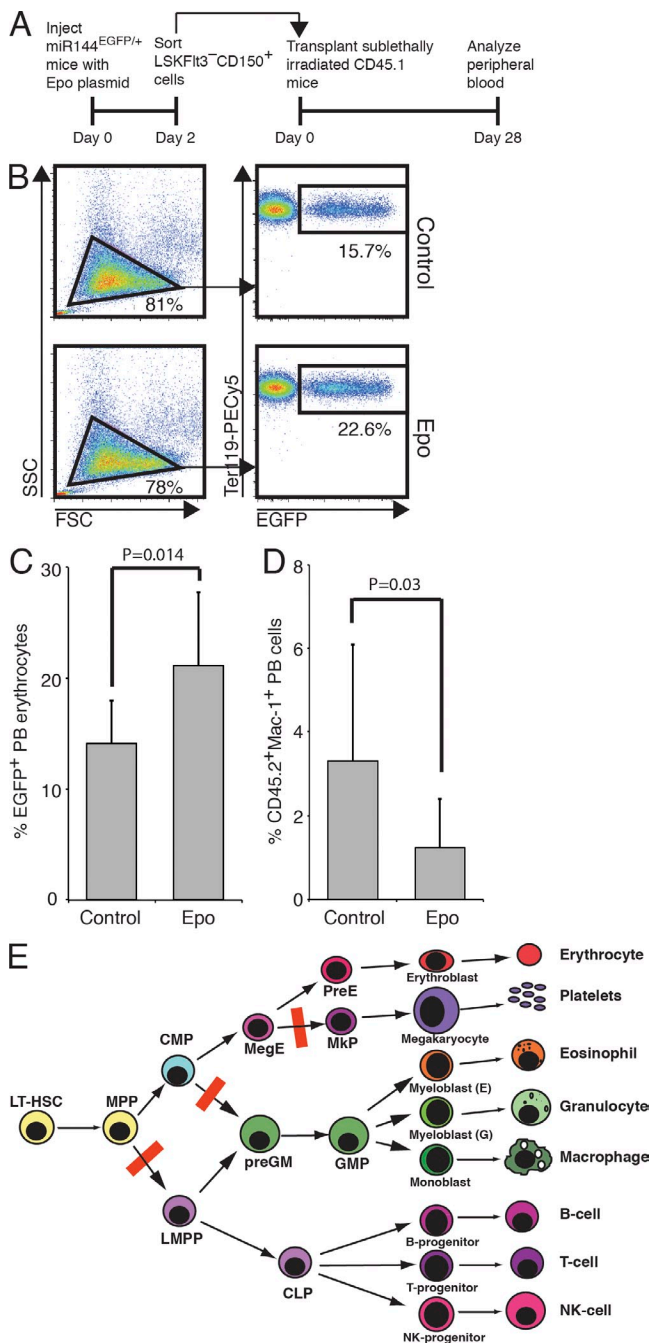 A
Inject
miR144EGFP/+
mice with
Epo plasmid
Sort
LSKFlt3–CD150+
cells
Transplant sublethally
irradiated CD45.1
mice
Analyze
peripheral
blood
Day 0
Day 2
Day 0
Day 28
B
81%
15.7%
Control
78%
22.6%
Epo
SSC
FSC
Ter119-PECy5
EGFP
C
P=0.014
30
20
10
0
% EGFP+ PB erythrocytes
Control
Epo
D
P=0.03
8
6
4
2
0
% CD45.2+Mac-1+ PB cells
Control
Epo
E
PreE
Erythroblast
Erythrocyte
CMP
MegE
MkP
Megakaryocyte
Platelets
LT-HSC
MPP
Myeloblast (E)
Eosinophil
preGM
GMP
Myeloblast (G)
Granulocyte
Monoblast
Macrophage
LMPP
CLP
B-progenitor
B-cell
T-progenitor
T-cell
NK-progenitor
NK-cell